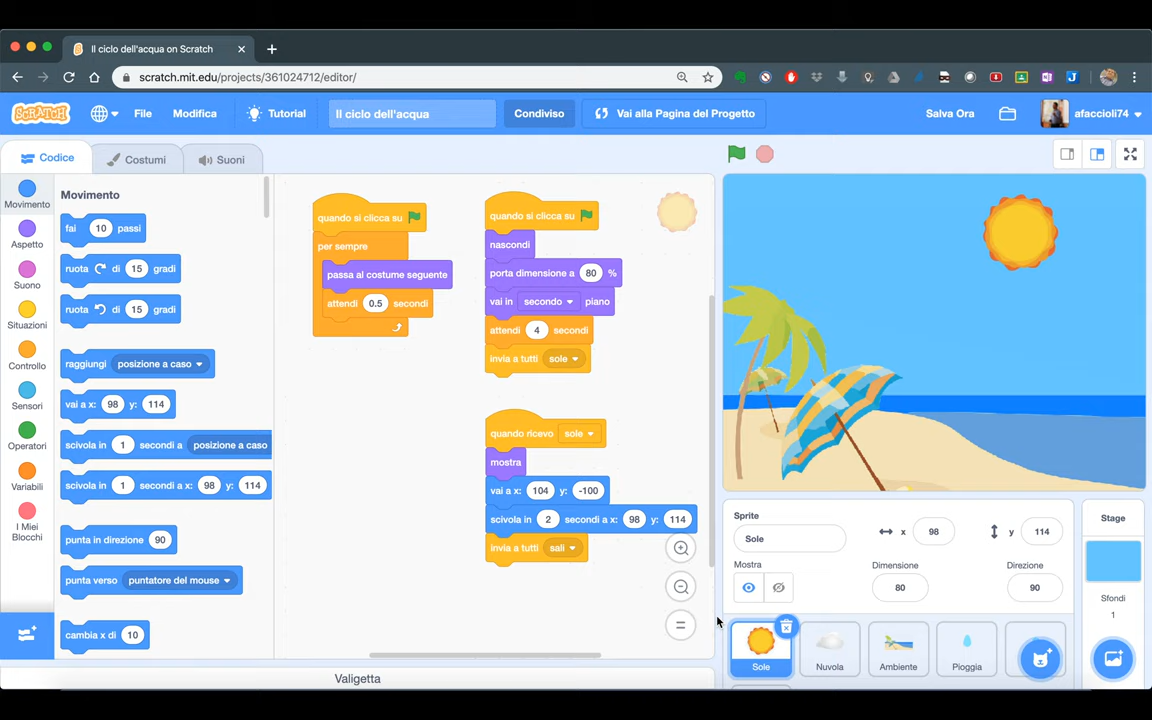 Il ciclo dell'acqua on Scratch
scratch.mit.edu/projects/361024712/editor/
SCRATCH
File
Modifica
Tutorial
Il ciclo dell'acqua
Condiviso
Vai alla Pagina del Progetto
Salva Ora
afaccioli74
Codice
Costumi
Suoni
Movimento
Aspetto
Suono
Situazioni
Controllo
Sensori
Operatori
Variabili
I Miei
Blocchi
Movimento
fai 10 passi
ruota di 15 gradi
ruota di 15 gradi
raggiungi posizione a caso
vai a x: 98 y: 114
scivola in 1 secondi a posizione a caso
scivola in 1 secondi a x: 98 y: 114
punta in direzione 90
punta verso puntatore del mouse
cambia x di 10
quando si clicca su
per sempre
passa al costume seguente
attendi 0.5 secondi
quando si clicca su
nascondi
porta dimensione a 80 %
vai in secondo piano
attendi 4 secondi
invia a tutti sole
quando ricevo sole
mostra
vai a x: 104 y: -100
scivola in 2 secondi a x: 98 y: 114
invia a tutti sali
Valigetta
Sprite
Sole
x 98
y 114
Mostra
Dimensione
80
Direzione
90
Sole
Nuvola
Ambiente
Pioggia
Stage
Sfondi
1